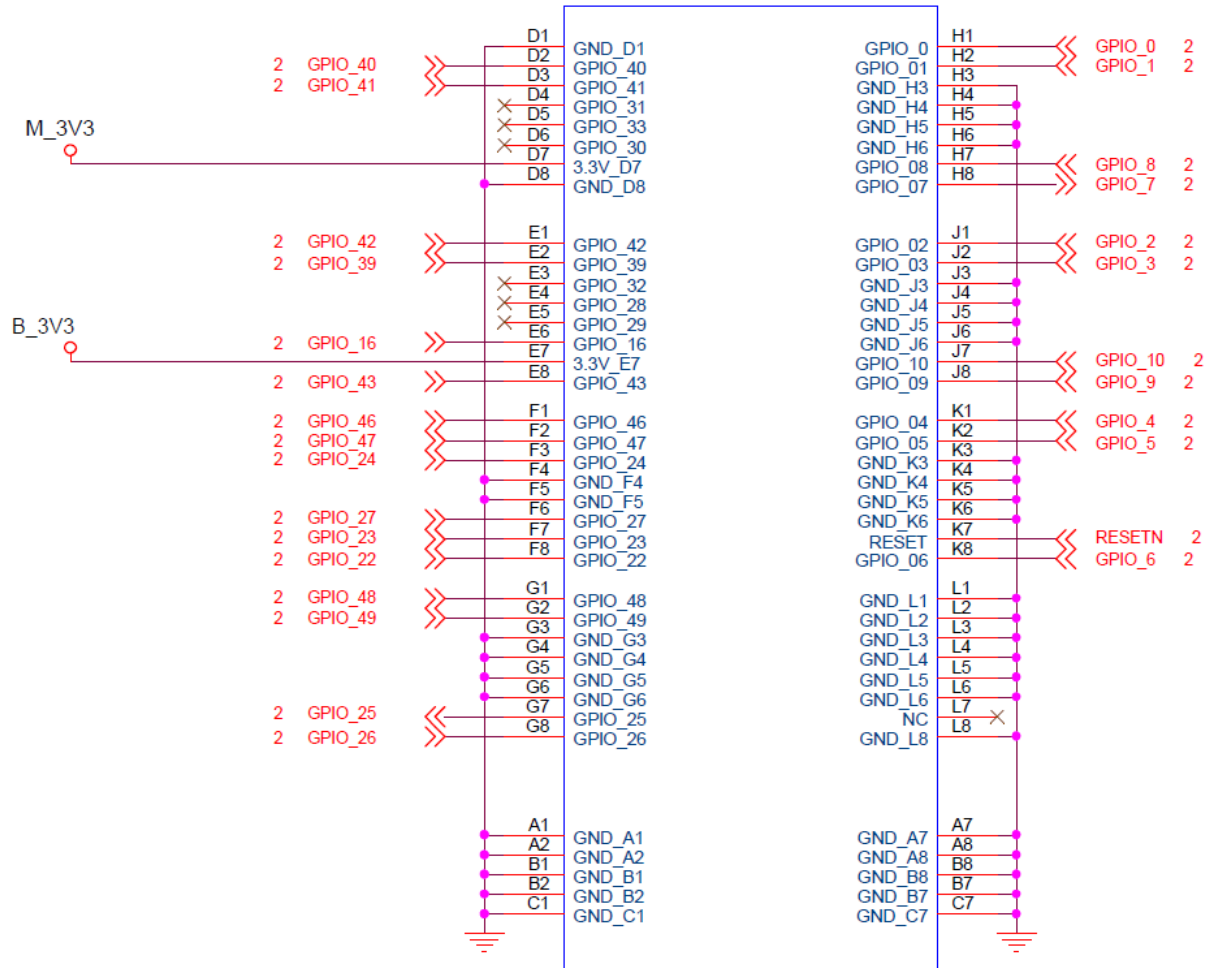 D1 GND_D1 GPIO_0 H1 GPIO_0 2
2 GPIO_40 D2 GPIO_40 GPIO_01 H2 GPIO_1 2
2 GPIO_41 D3 GPIO_41 GND_H3 H3
D4 GPIO_31 GND_H4 H4
D5 GPIO_33 GND_H5 H5
M_3V3
D6 GPIO_30 GND_H6 H6
D7 3.3V_D7 GPIO_08 H7 GPIO_8 2
D8 GND_D8 GPIO_07 H8 GPIO_7 2
2 GPIO_42 E1 GPIO_42 GPIO_02 J1 GPIO_2 2
2 GPIO_39 E2 GPIO_39 GPIO_03 J2 GPIO_3 2
E3 GPIO_32 GND_J3 J3
E4 GPIO_28 GND_J4 J4
B_3V3
E5 GPIO_29 GND_J5 J5
2 GPIO_16 E6 GPIO_16 GND_J6 J6
E7 3.3V_E7 GPIO_10 J7 GPIO_10 2
2 GPIO_43 E8 GPIO_43 GPIO_09 J8 GPIO_9 2
2 GPIO_46 F1 GPIO_46 GPIO_04 K1 GPIO_4 2
2 GPIO_47 F2 GPIO_47 GPIO_05 K2 GPIO_5 2
2 GPIO_24 F3 GPIO_24 GND_K3 K3
F4 GND_F4 GND_K4 K4
F5 GND_F5 GND_K5 K5
2 GPIO_27 F6 GPIO_27 GND_K6 K6
2 GPIO_23 F7 GPIO_23 RESET K7 RESETN 2
2 GPIO_22 F8 GPIO_22 GPIO_06 K8 GPIO_6 2
2 GPIO_48 G1 GPIO_48 GND_L1 L1
2 GPIO_49 G2 GPIO_49 GND_L2 L2
G3 GND_G3 GND_L3 L3
G4 GND_G4 GND_L4 L4
G5 GND_G5 GND_L5 L5
G6 GND_G6 GND_L6 L6
2 GPIO_25 G7 GPIO_25 NC L7
2 GPIO_26 G8 GPIO_26 GND_L8 L8
A1 GND_A1 GND_A7 A7
A2 GND_A2 GND_A8 A8
B1 GND_B1 GND_B8 B8
B2 GND_B2 GND_B7 B7
C1 GND_C1 GND_C7 C7